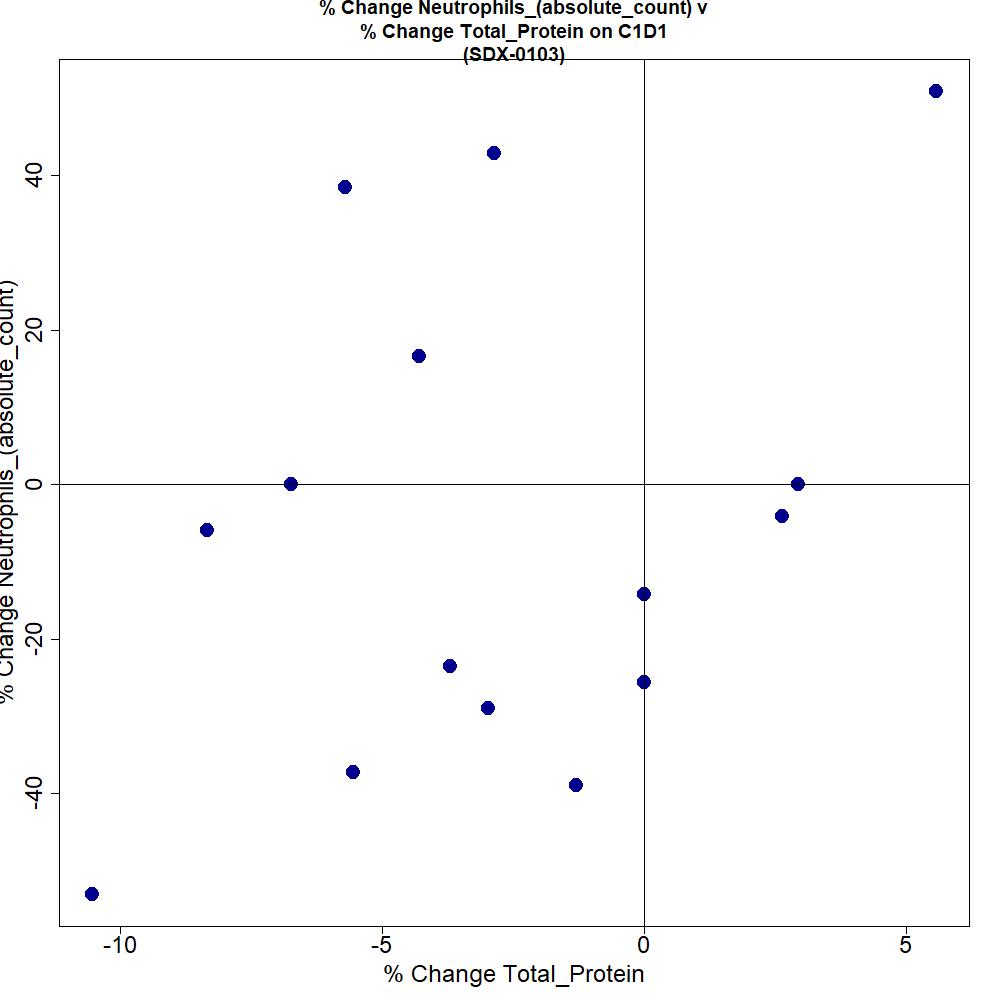 % Change Neutrophils_(absolute_count) v
% Change Total_Protein on C1D1
(SDX-0103)
% Change Neutrophils_(absolute_count)
40
20
0
-20
-40
-10
-5
0
5
% Change Total_Protein